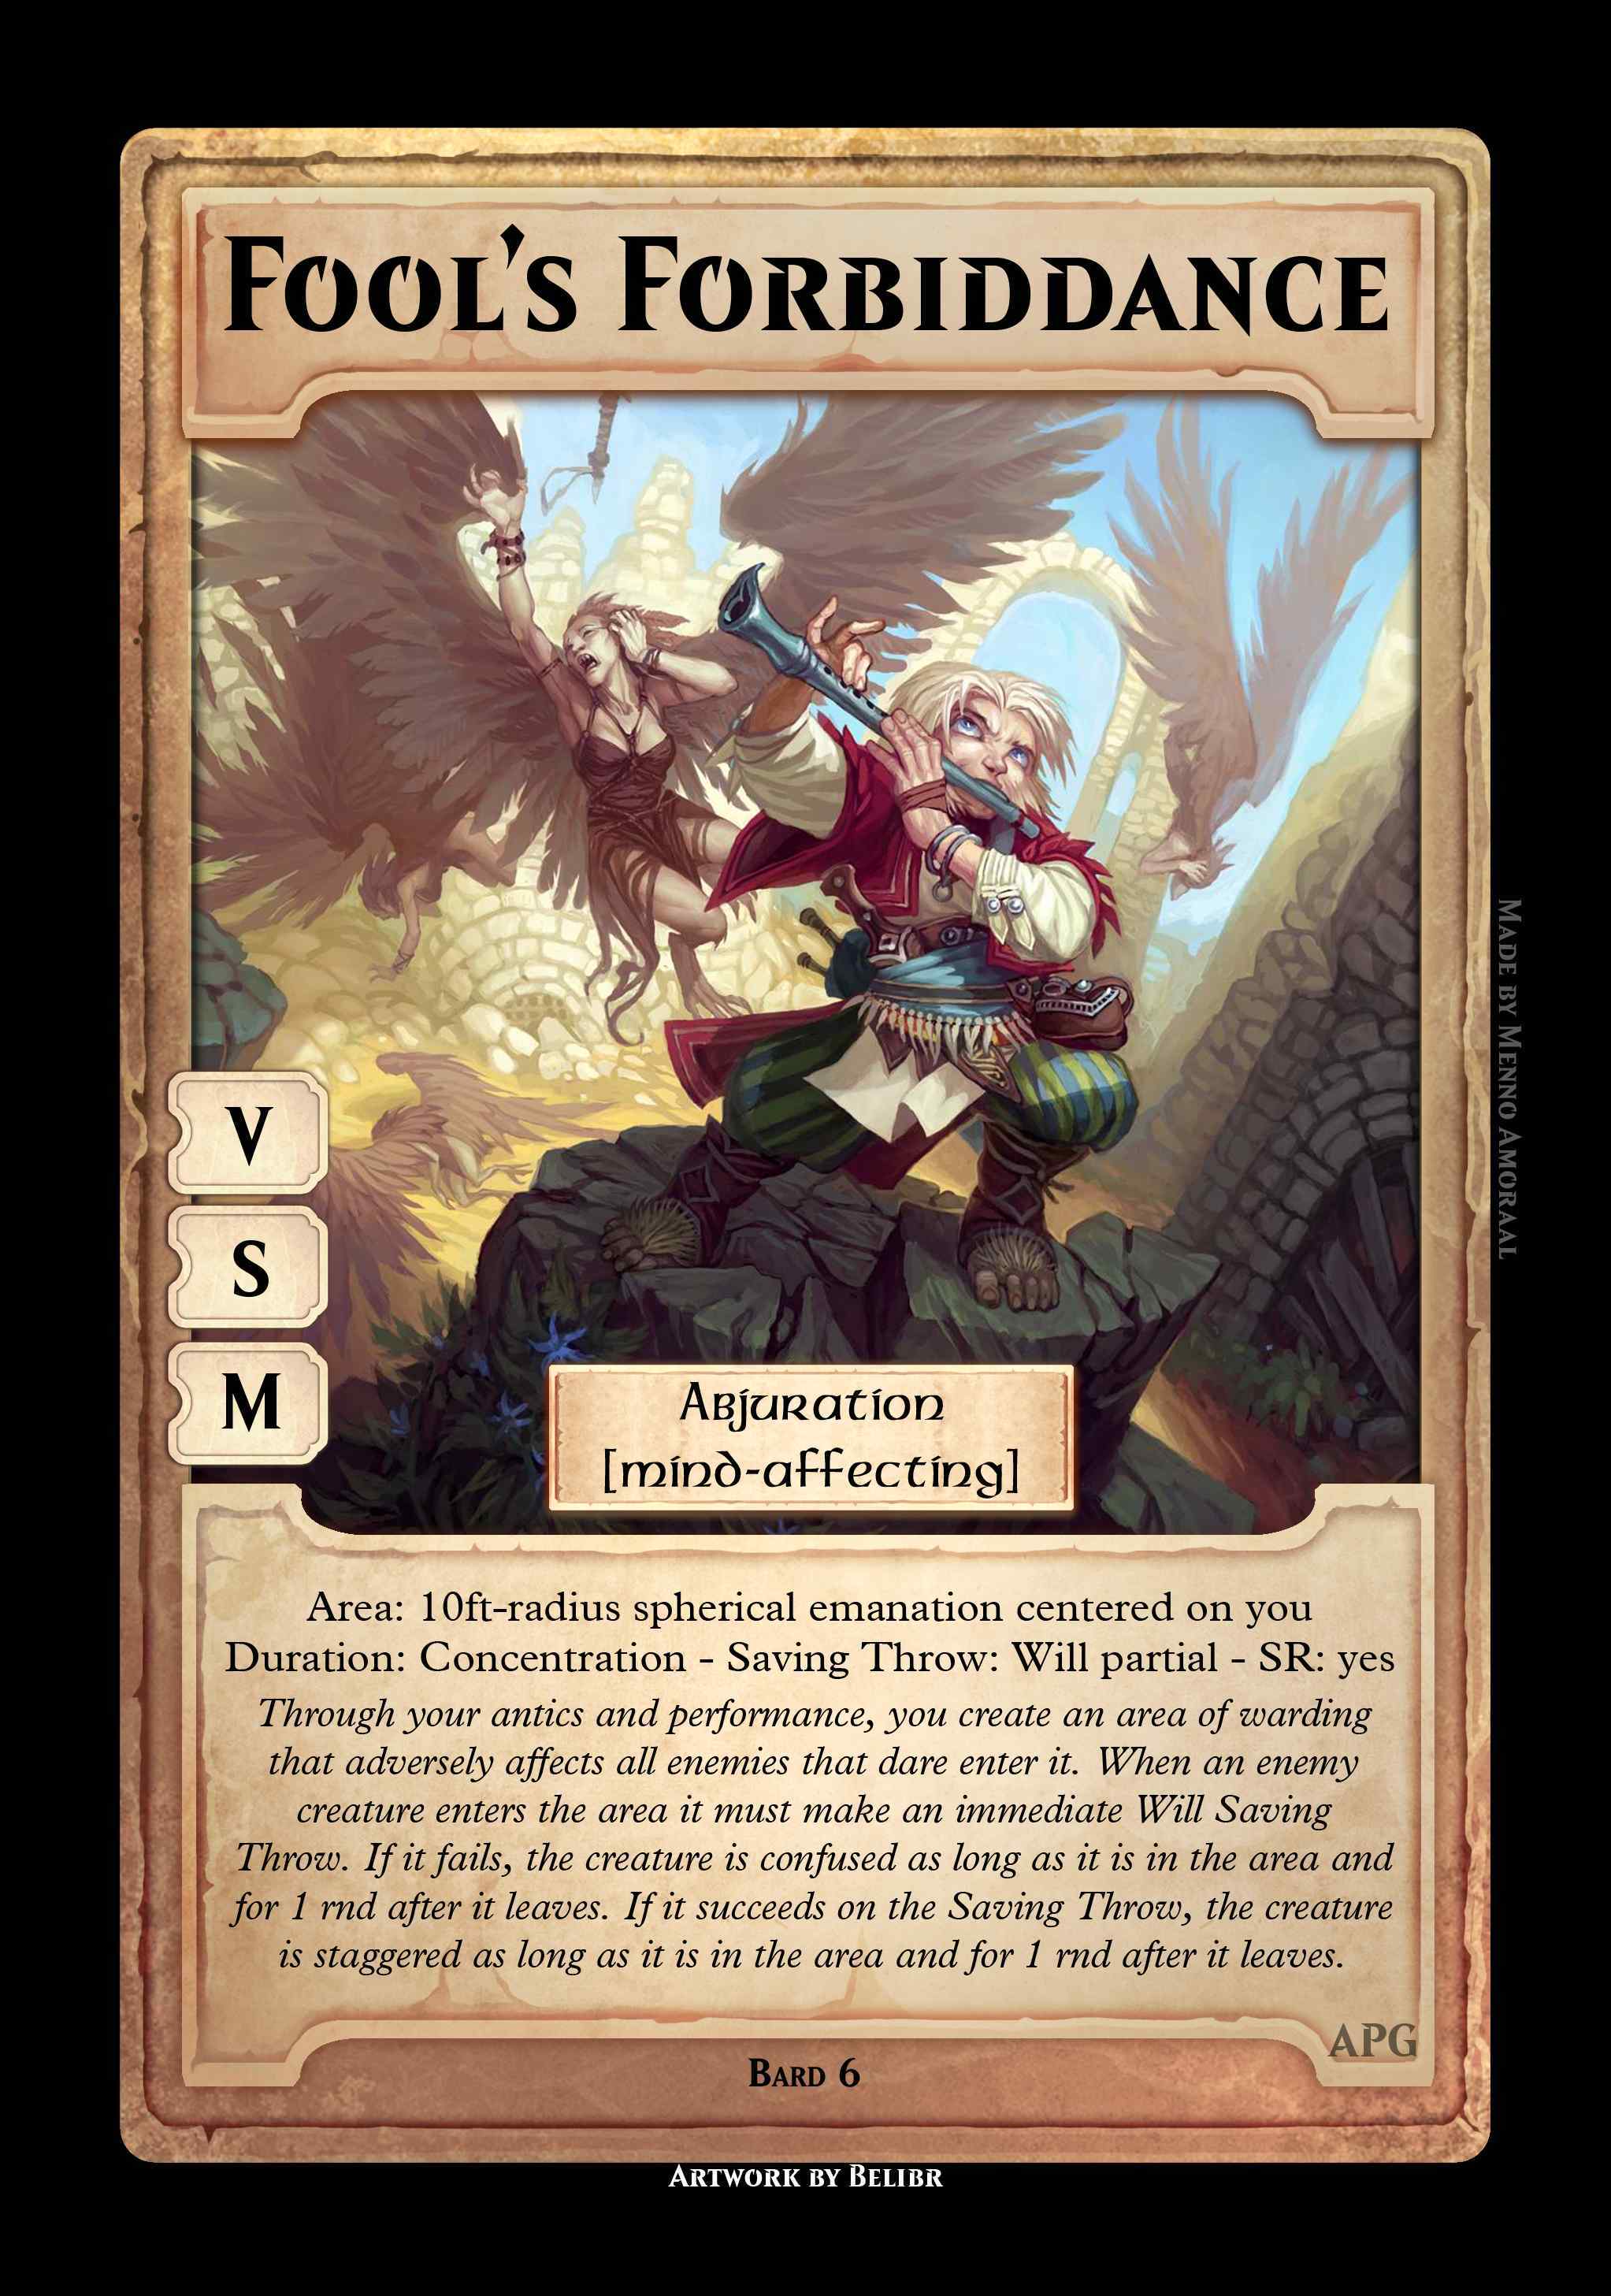 Fool's Forbiddance
V
S
M
Abjuration
[mind-affecting]
Area: 10ft-radius spherical emanation centered on you
Duration: Concentration - Saving Throw: Will partial - SR: yes
Through your antics and performance, you create an area of warding
that adversely affects all enemies that dare enter it. When an enemy
creature enters the area it must make an immediate Will Saving
Throw. If it fails, the creature is confused as long as it is in the area and
for 1 rnd after it leaves. If it succeeds on the Saving Throw, the creature
is staggered as long as it is in the area and for 1 rnd after it leaves.
APG
Bard 6
Artwork by Belibr
Made by Menno Amoraal